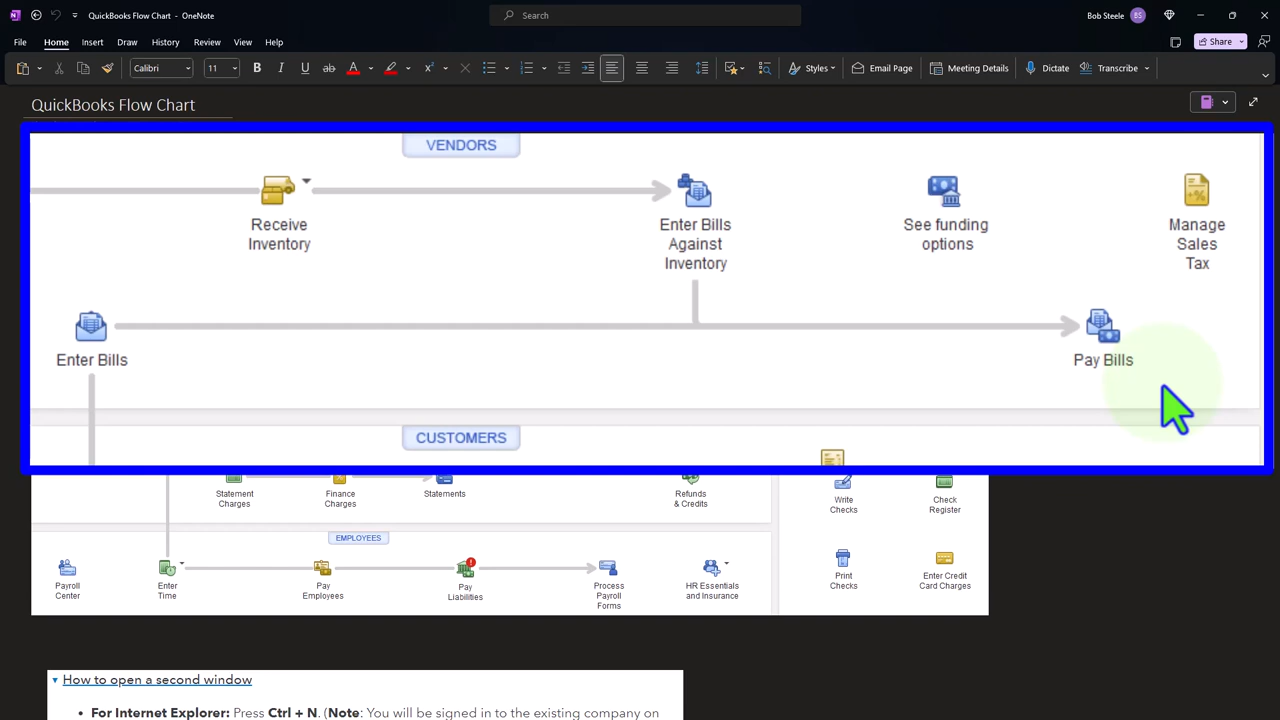 QuickBooks Flow Chart - OneNote
Search
Bob Steele BS
File Home Insert Draw History Review View Help
Share
Calibri 11 B I U ab A x Styles Email Page Meeting Details Dictate Transcribe
QuickBooks Flow Chart
VENDORS
Receive
Inventory
Enter Bills
Against
Inventory
See funding
options
Manage
Sales
Tax
Enter Bills
Pay Bills
CUSTOMERS
Statement
Charges
Finance
Charges
Statements
Refunds
& Credits
Write
Checks
Check
Register
EMPLOYEES
Payroll
Center
Enter
Time
Pay
Employees
Pay
Liabilities
Process
Payroll
Forms
HR Essentials
and Insurance
Print
Checks
Enter Credit
Card Charges
How to open a second window
• For Internet Explorer: Press Ctrl + N. (Note: You will be signed in to the existing company on